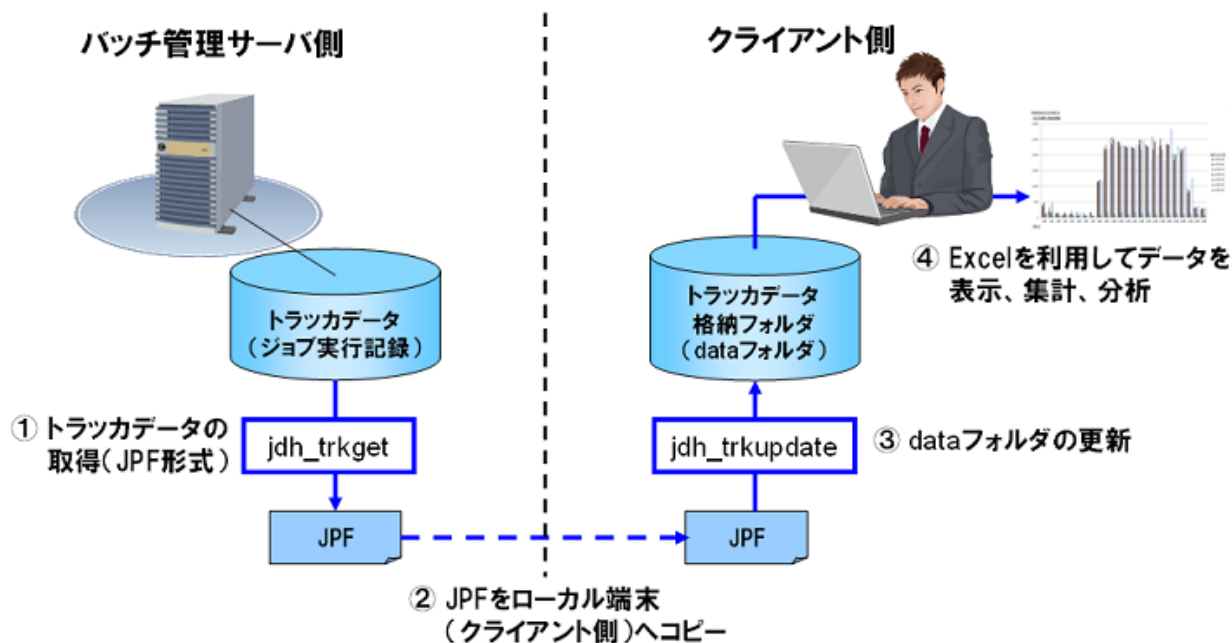 バッチ管理サーバ側
クライアント側
トラッカデータ
(ジョブ実行記録)
トラッカデータ
格納フォルダ
(dataフォルダ)
④ Excelを利用してデータを
表示、集計、分析
① トラッカデータの
取得(JPF形式)
jdh_trkget
jdh_trkupdate
③ dataフォルダの更新
JPF
JPF
② JPFをローカル端末
(クライアント側)へコピー